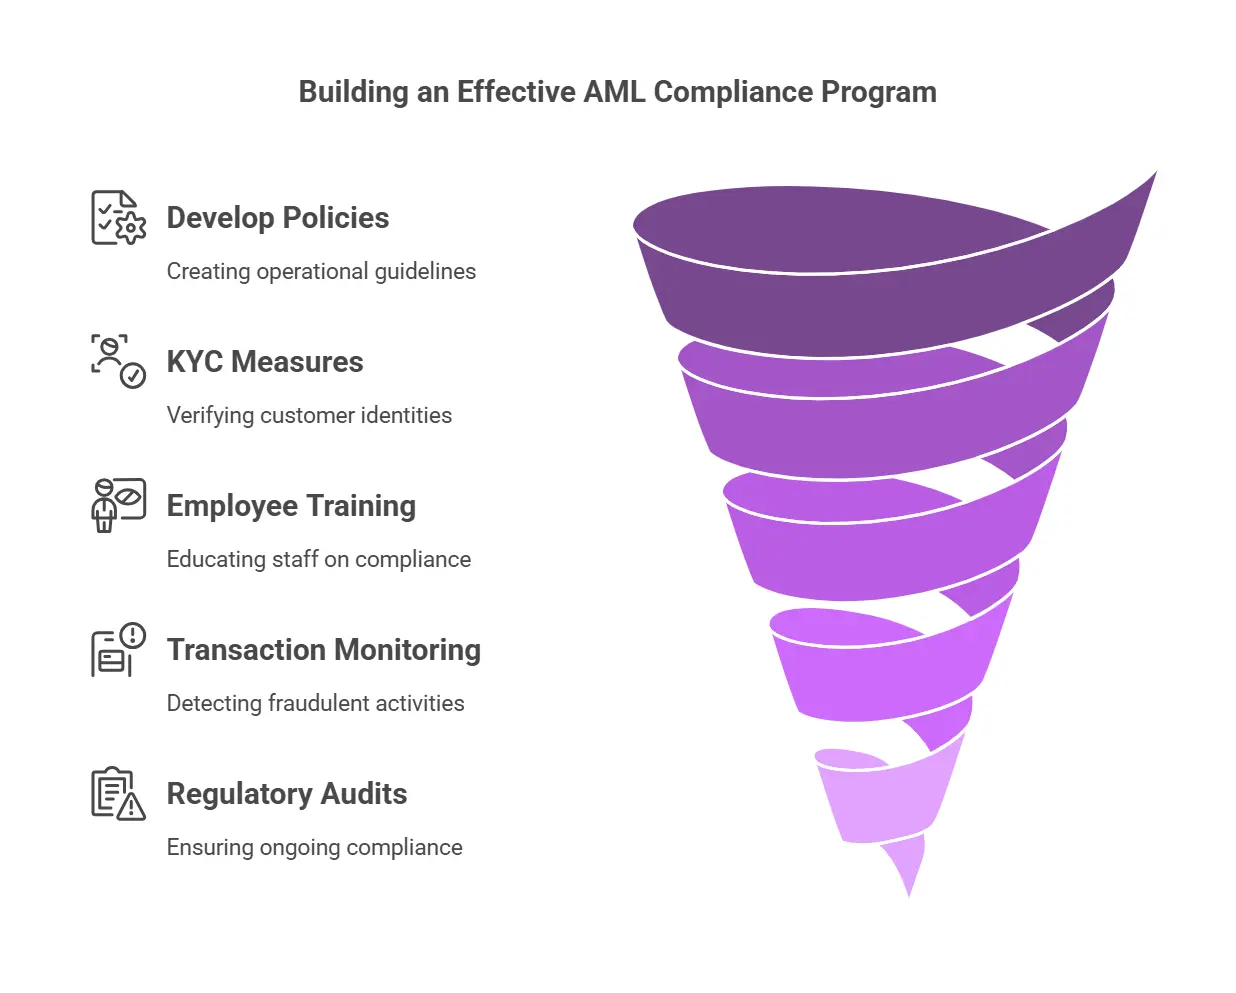 Building an Effective AML Compliance Program
Develop Policies
Creating operational guidelines
KYC Measures
Verifying customer identities
Employee Training
Educating staff on compliance
Transaction Monitoring
Detecting fraudulent activities
Regulatory Audits
Ensuring ongoing compliance